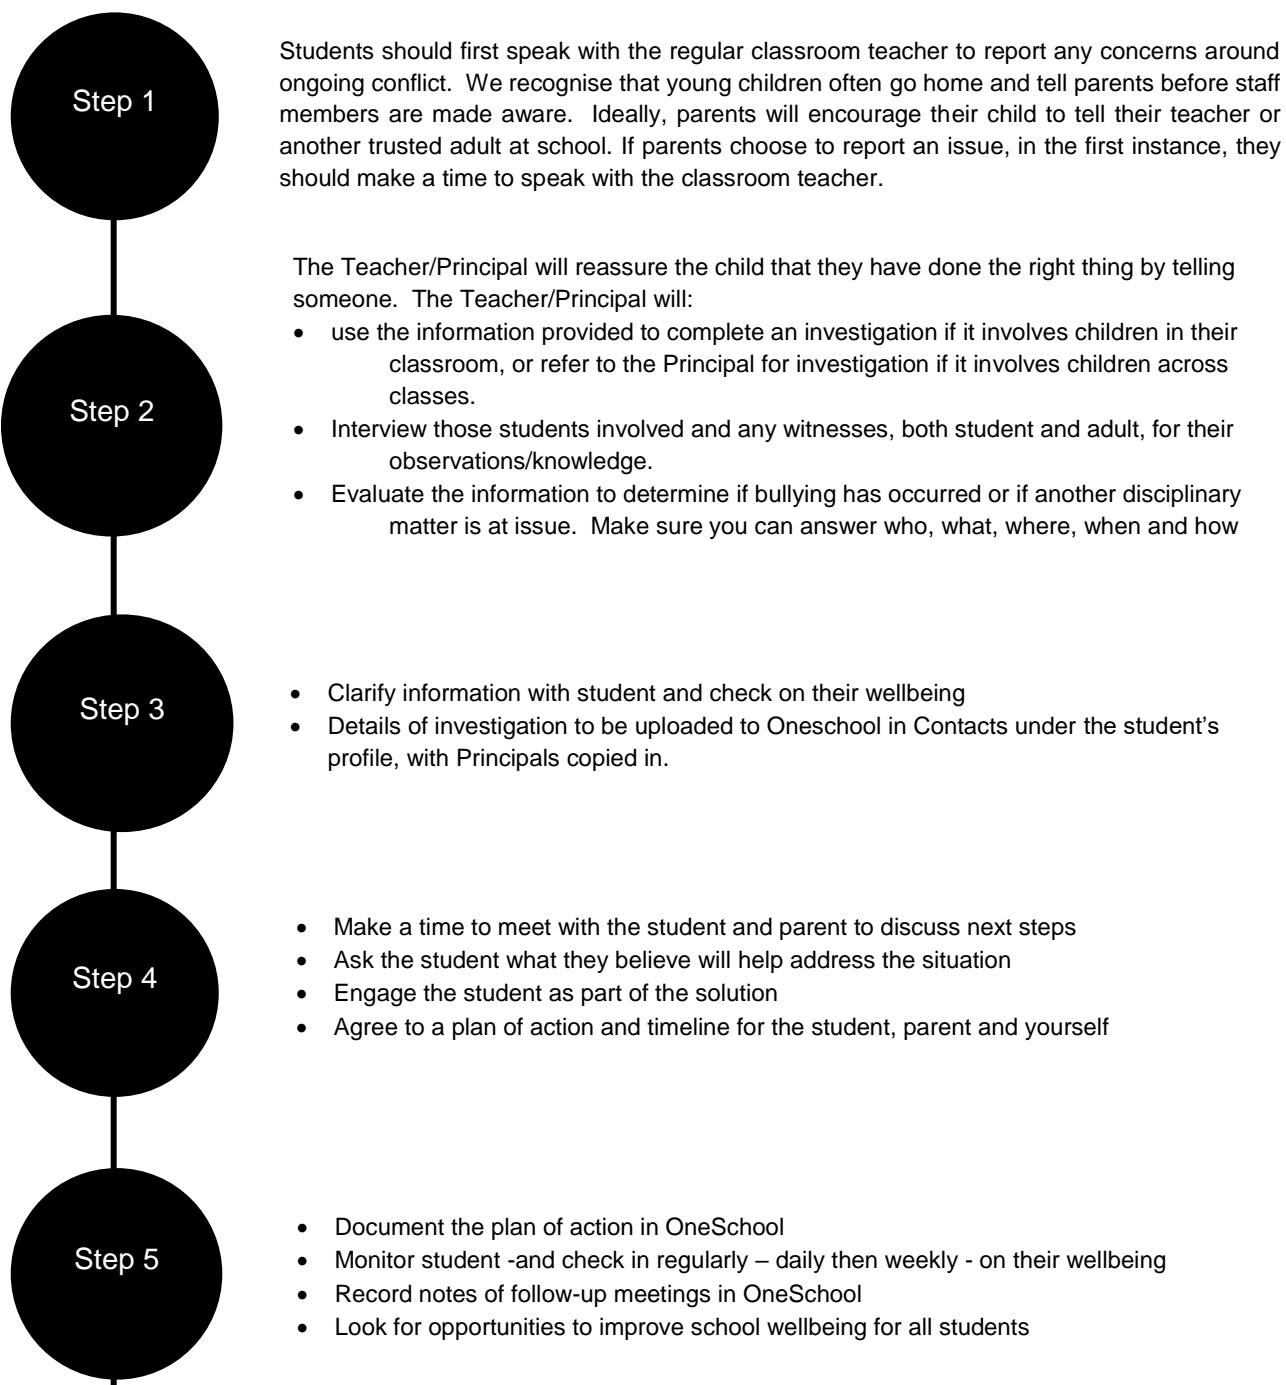 Step 1
Students should first speak with the regular classroom teacher to report any concerns around
ongoing conflict.  We recognise that young children often go home and tell parents before staff
members are made aware.  Ideally, parents will encourage their child to tell their teacher or
another trusted adult at school. If parents choose to report an issue, in the first instance, they
should make a time to speak with the classroom teacher.
Step 2
The Teacher/Principal will reassure the child that they have done the right thing by telling
someone.  The Teacher/Principal will:
• use the information provided to complete an investigation if it involves children in their
classroom, or refer to the Principal for investigation if it involves children across
classes.
• Interview those students involved and any witnesses, both student and adult, for their
observations/knowledge.
• Evaluate the information to determine if bullying has occurred or if another disciplinary
matter is at issue.  Make sure you can answer who, what, where, when and how
Step 3
• Clarify information with student and check on their wellbeing
• Details of investigation to be uploaded to Oneschool in Contacts under the student’s
profile, with Principals copied in.
Step 4
• Make a time to meet with the student and parent to discuss next steps
• Ask the student what they believe will help address the situation
• Engage the student as part of the solution
• Agree to a plan of action and timeline for the student, parent and yourself
Step 5
• Document the plan of action in OneSchool
• Monitor student -and check in regularly – daily then weekly - on their wellbeing
• Record notes of follow-up meetings in OneSchool
• Look for opportunities to improve school wellbeing for all students